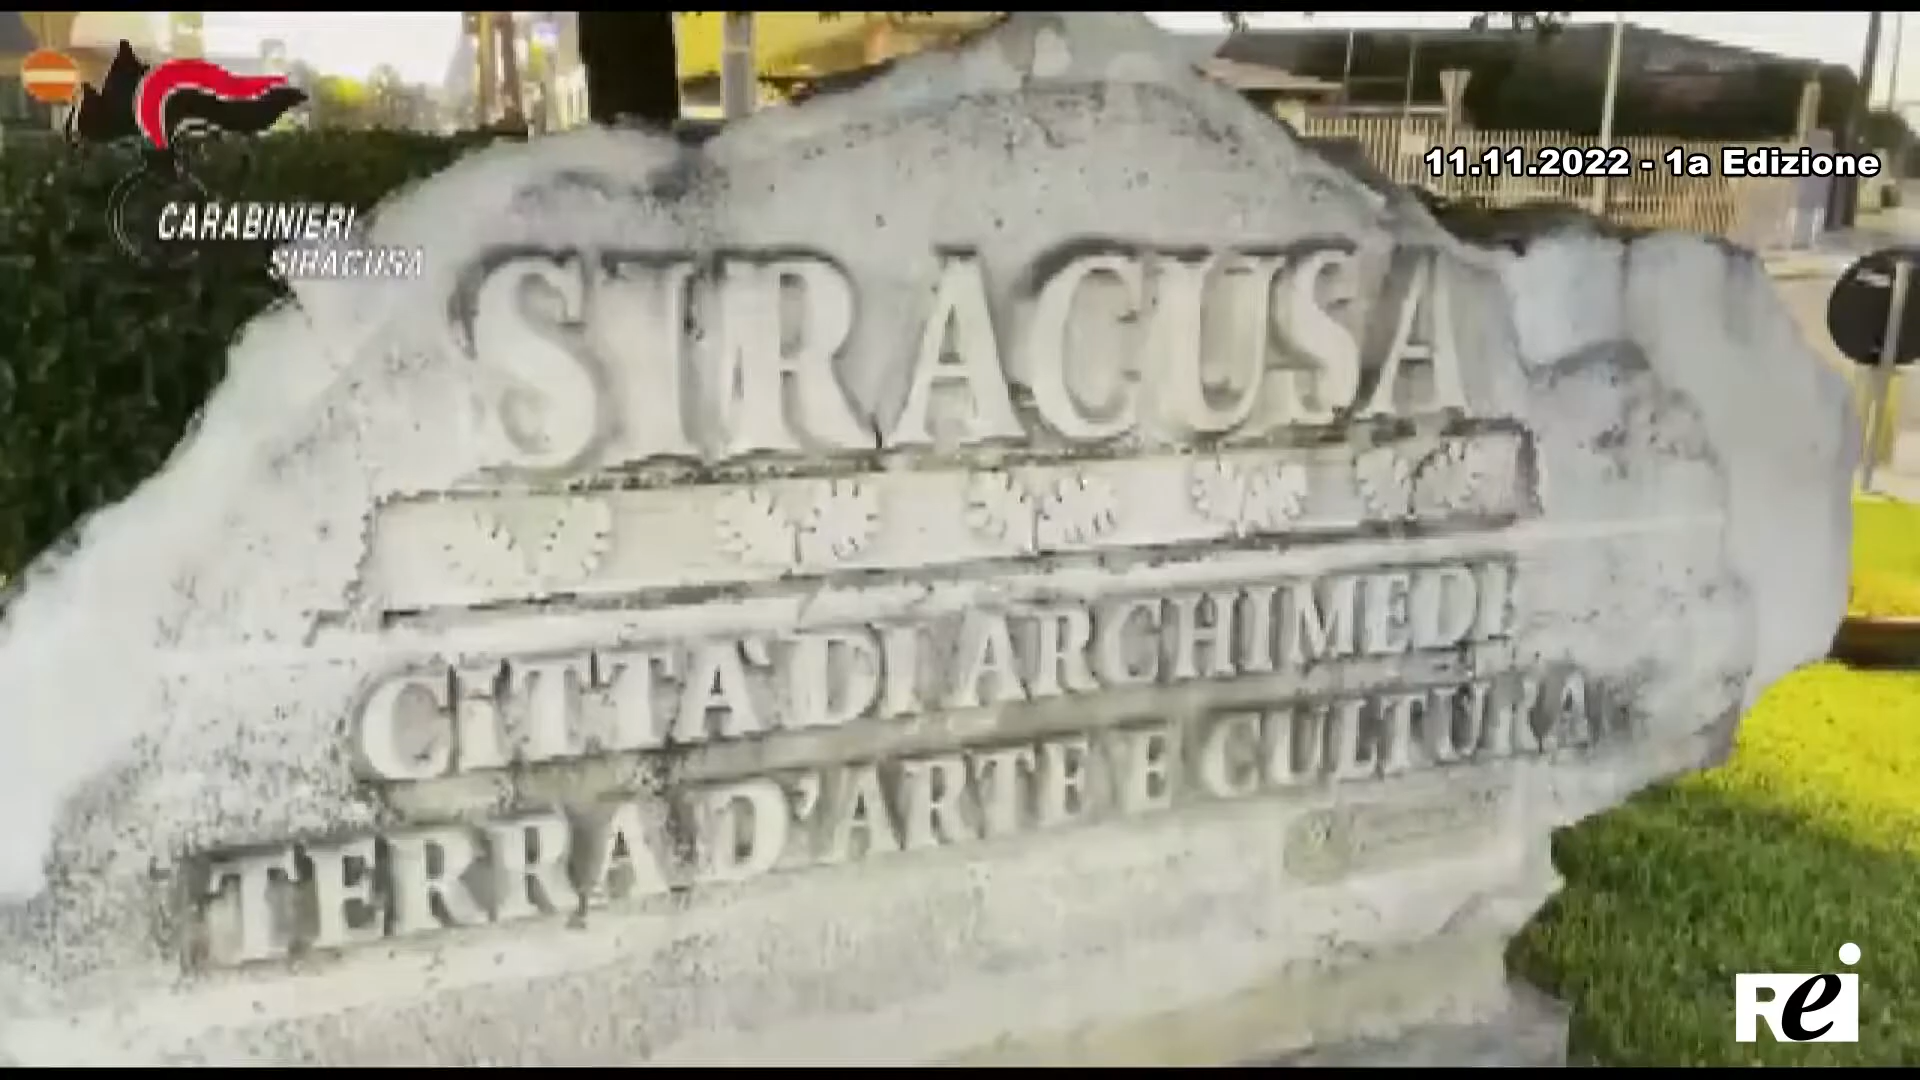 CARABINIERI
SIRACUSA
11.11.2022 - 1a Edizione
SIRACUSA
CITTA' DI ARCHIMEDE
TERRA D'ARTE E CULTURA
Rei